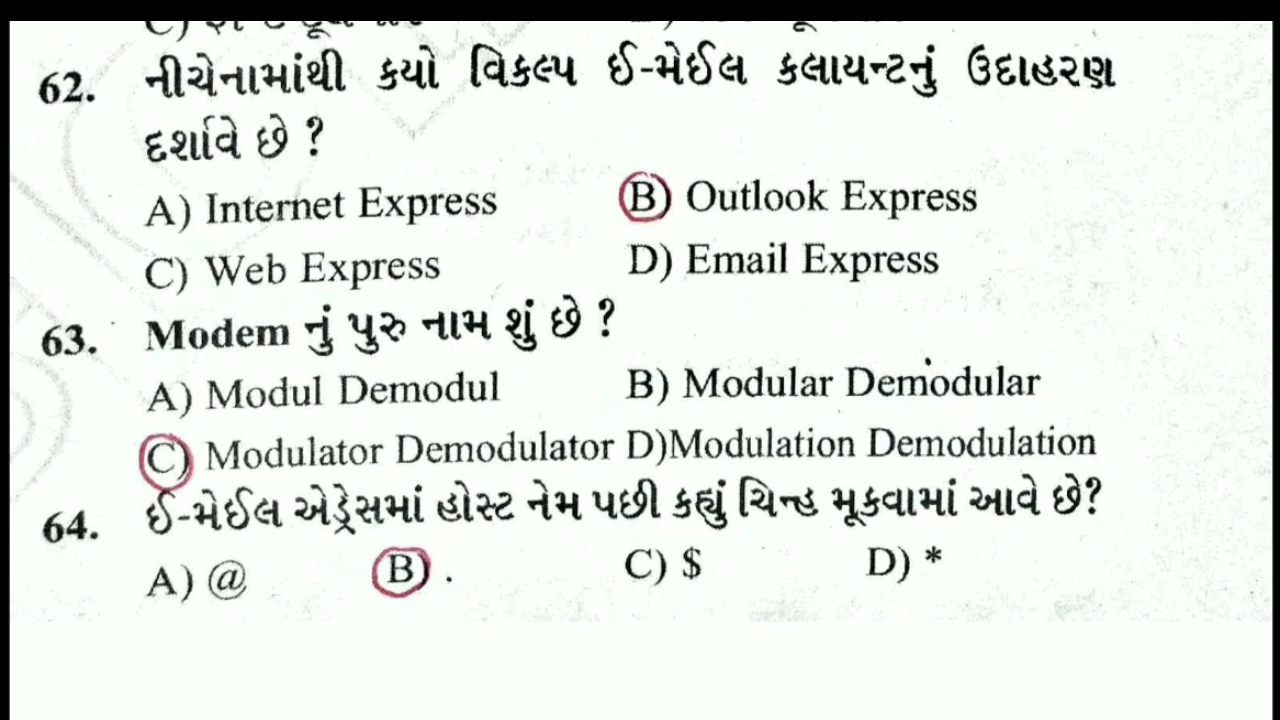 62. નીચેનામાંથી કયો વિકલ્પ ઈ-મેઈલ કલાયન્ટનું ઉદાહરણ
દર્શાવે છે ?
A) Internet Express B) Outlook Express
C) Web Express D) Email Express
63. Modem નું પુરુ નામ શું છે ?
A) Modul Demodul B) Modular Demodular
C) Modulator Demodulator D)Modulation Demodulation
64. ઈ-મેઈલ એડ્રેસમાં હોસ્ટ નેમ પછી કહ્યું ચિન્હ મૂકવામાં આવે છે?
A) @ B) . C) $ D) *